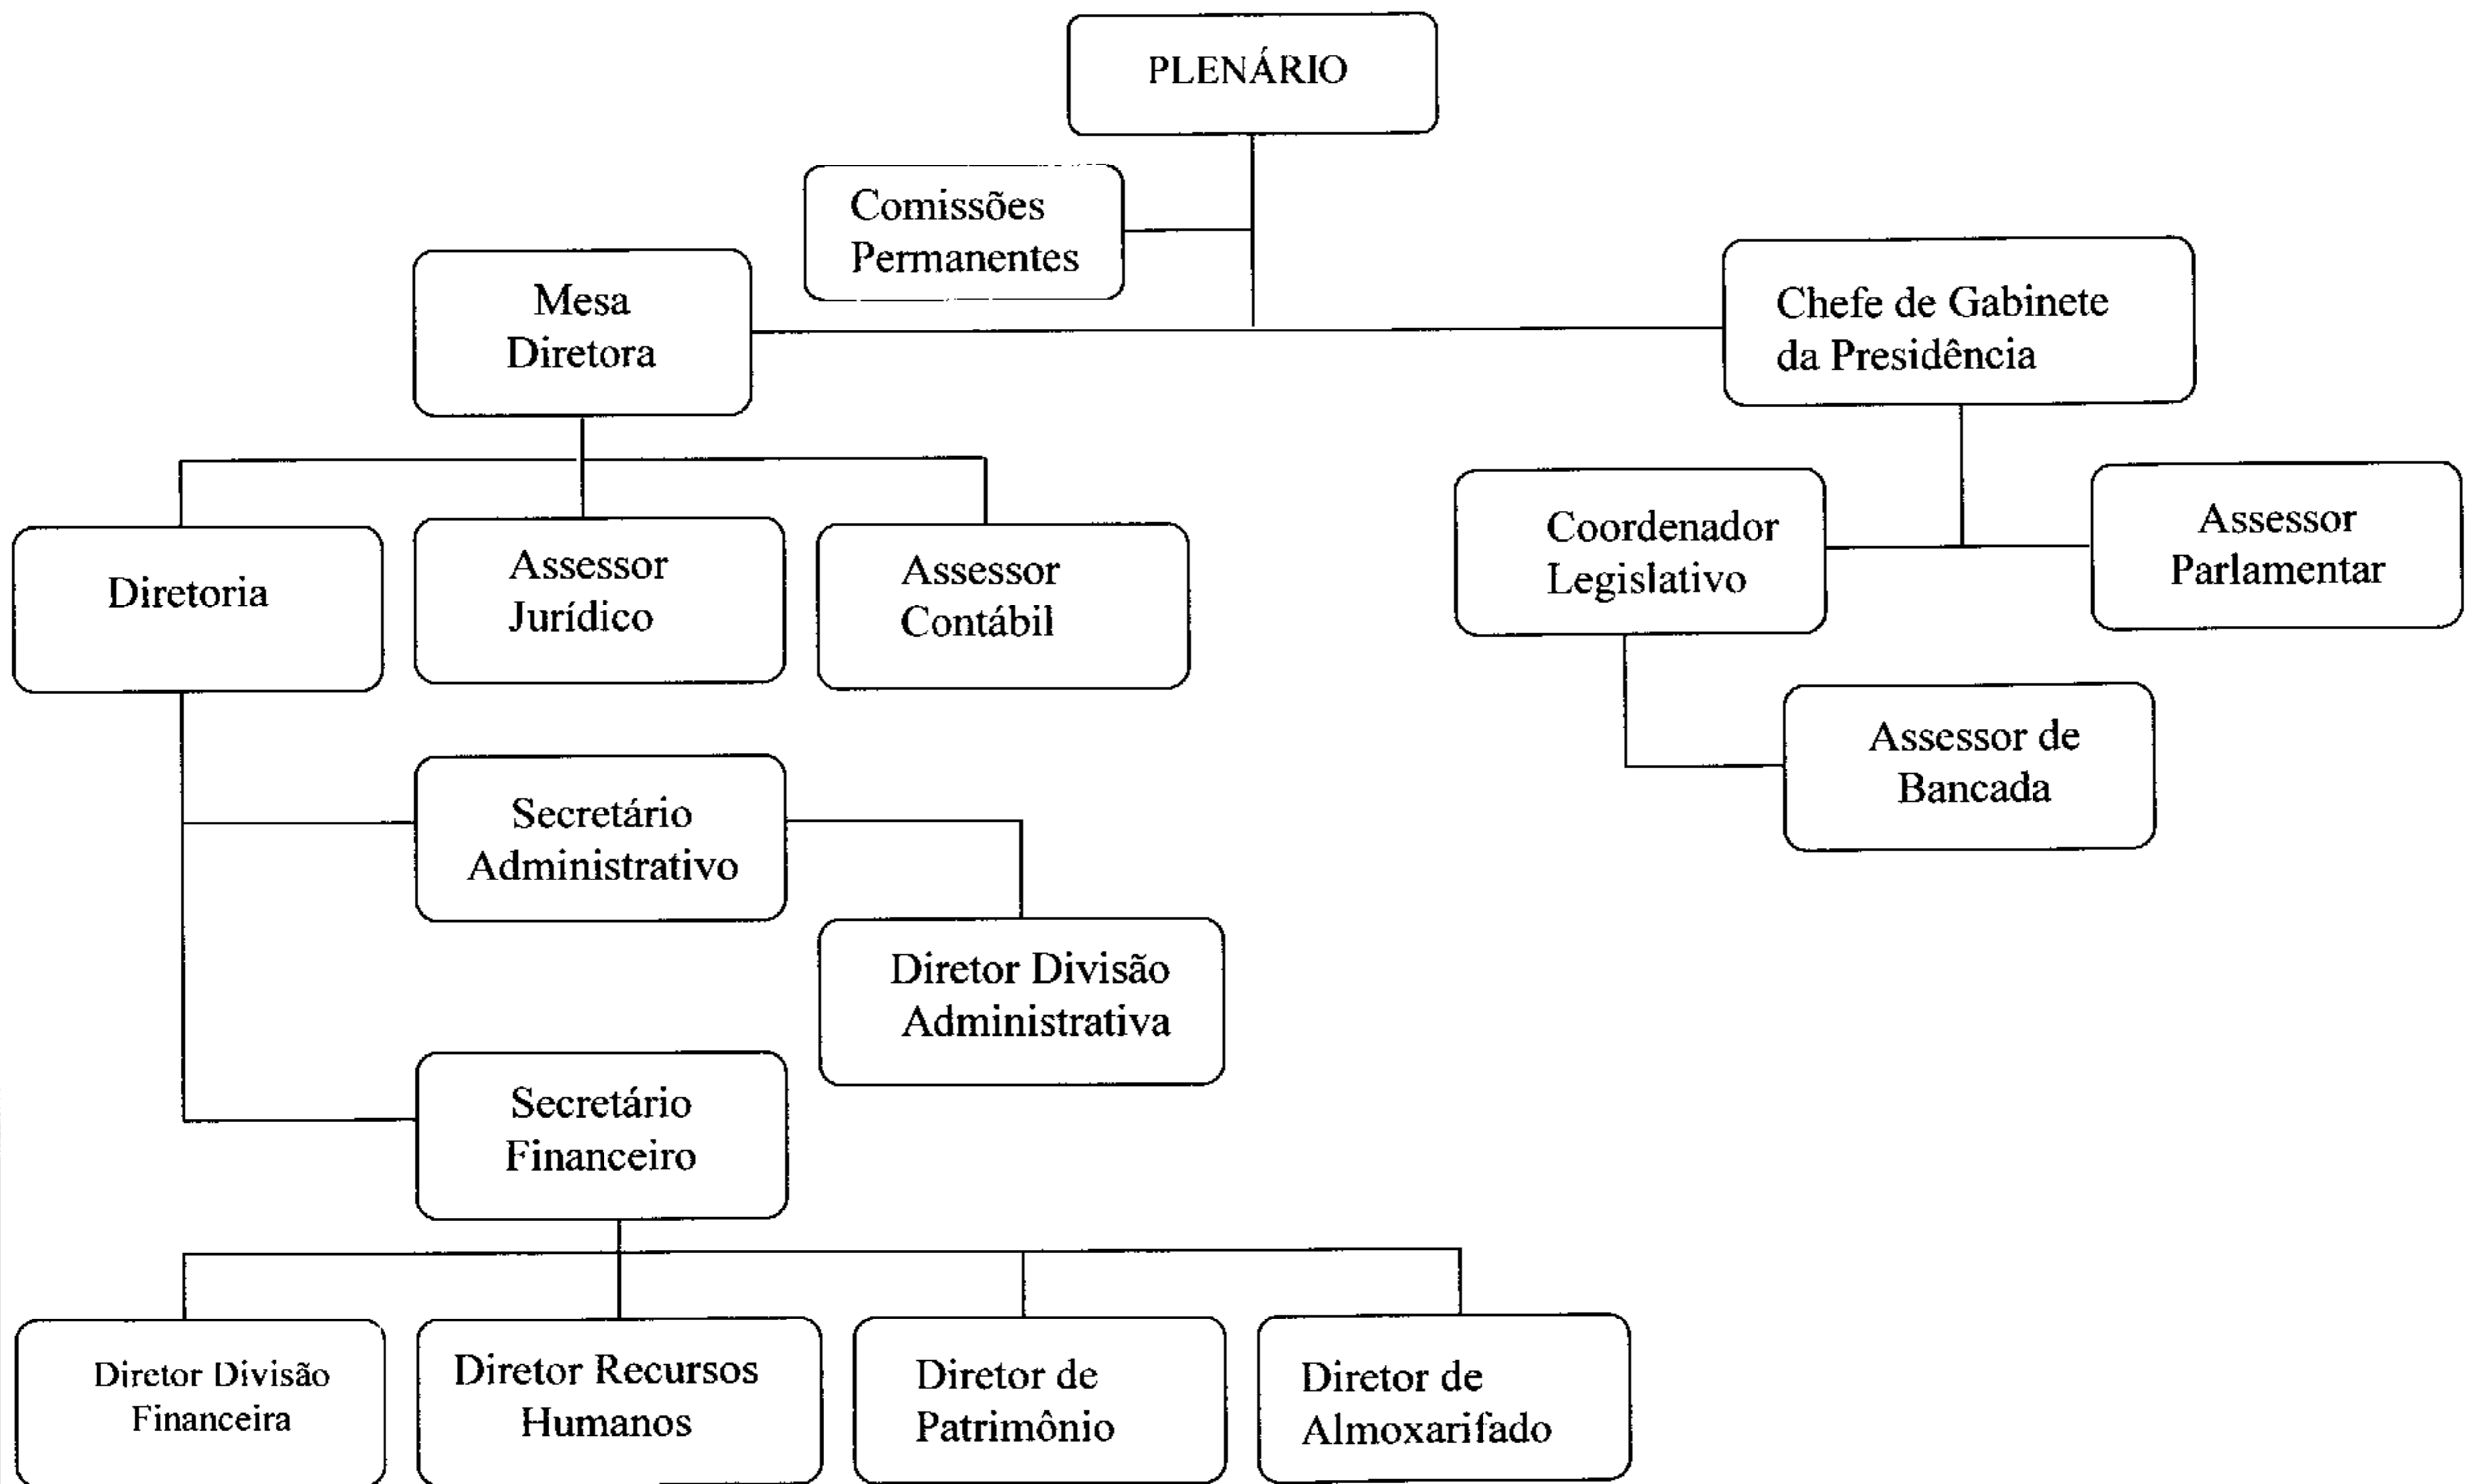 PLENÁRIO
Comissões
Permanentes
Mesa
Diretora
Chefe de Gabinete
da Presidência
Diretoria
Assessor
Jurídico
Assessor
Contábil
Coordenador
Legislativo
Assessor
Parlamentar
Assessor de
Bancada
Secretário
Administrativo
Diretor Divisão
Administrativa
Secretário
Financeiro
Diretor Divisão
Financeira
Diretor Recursos
Humanos
Diretor de
Patrimônio
Diretor de
Almoxarifado